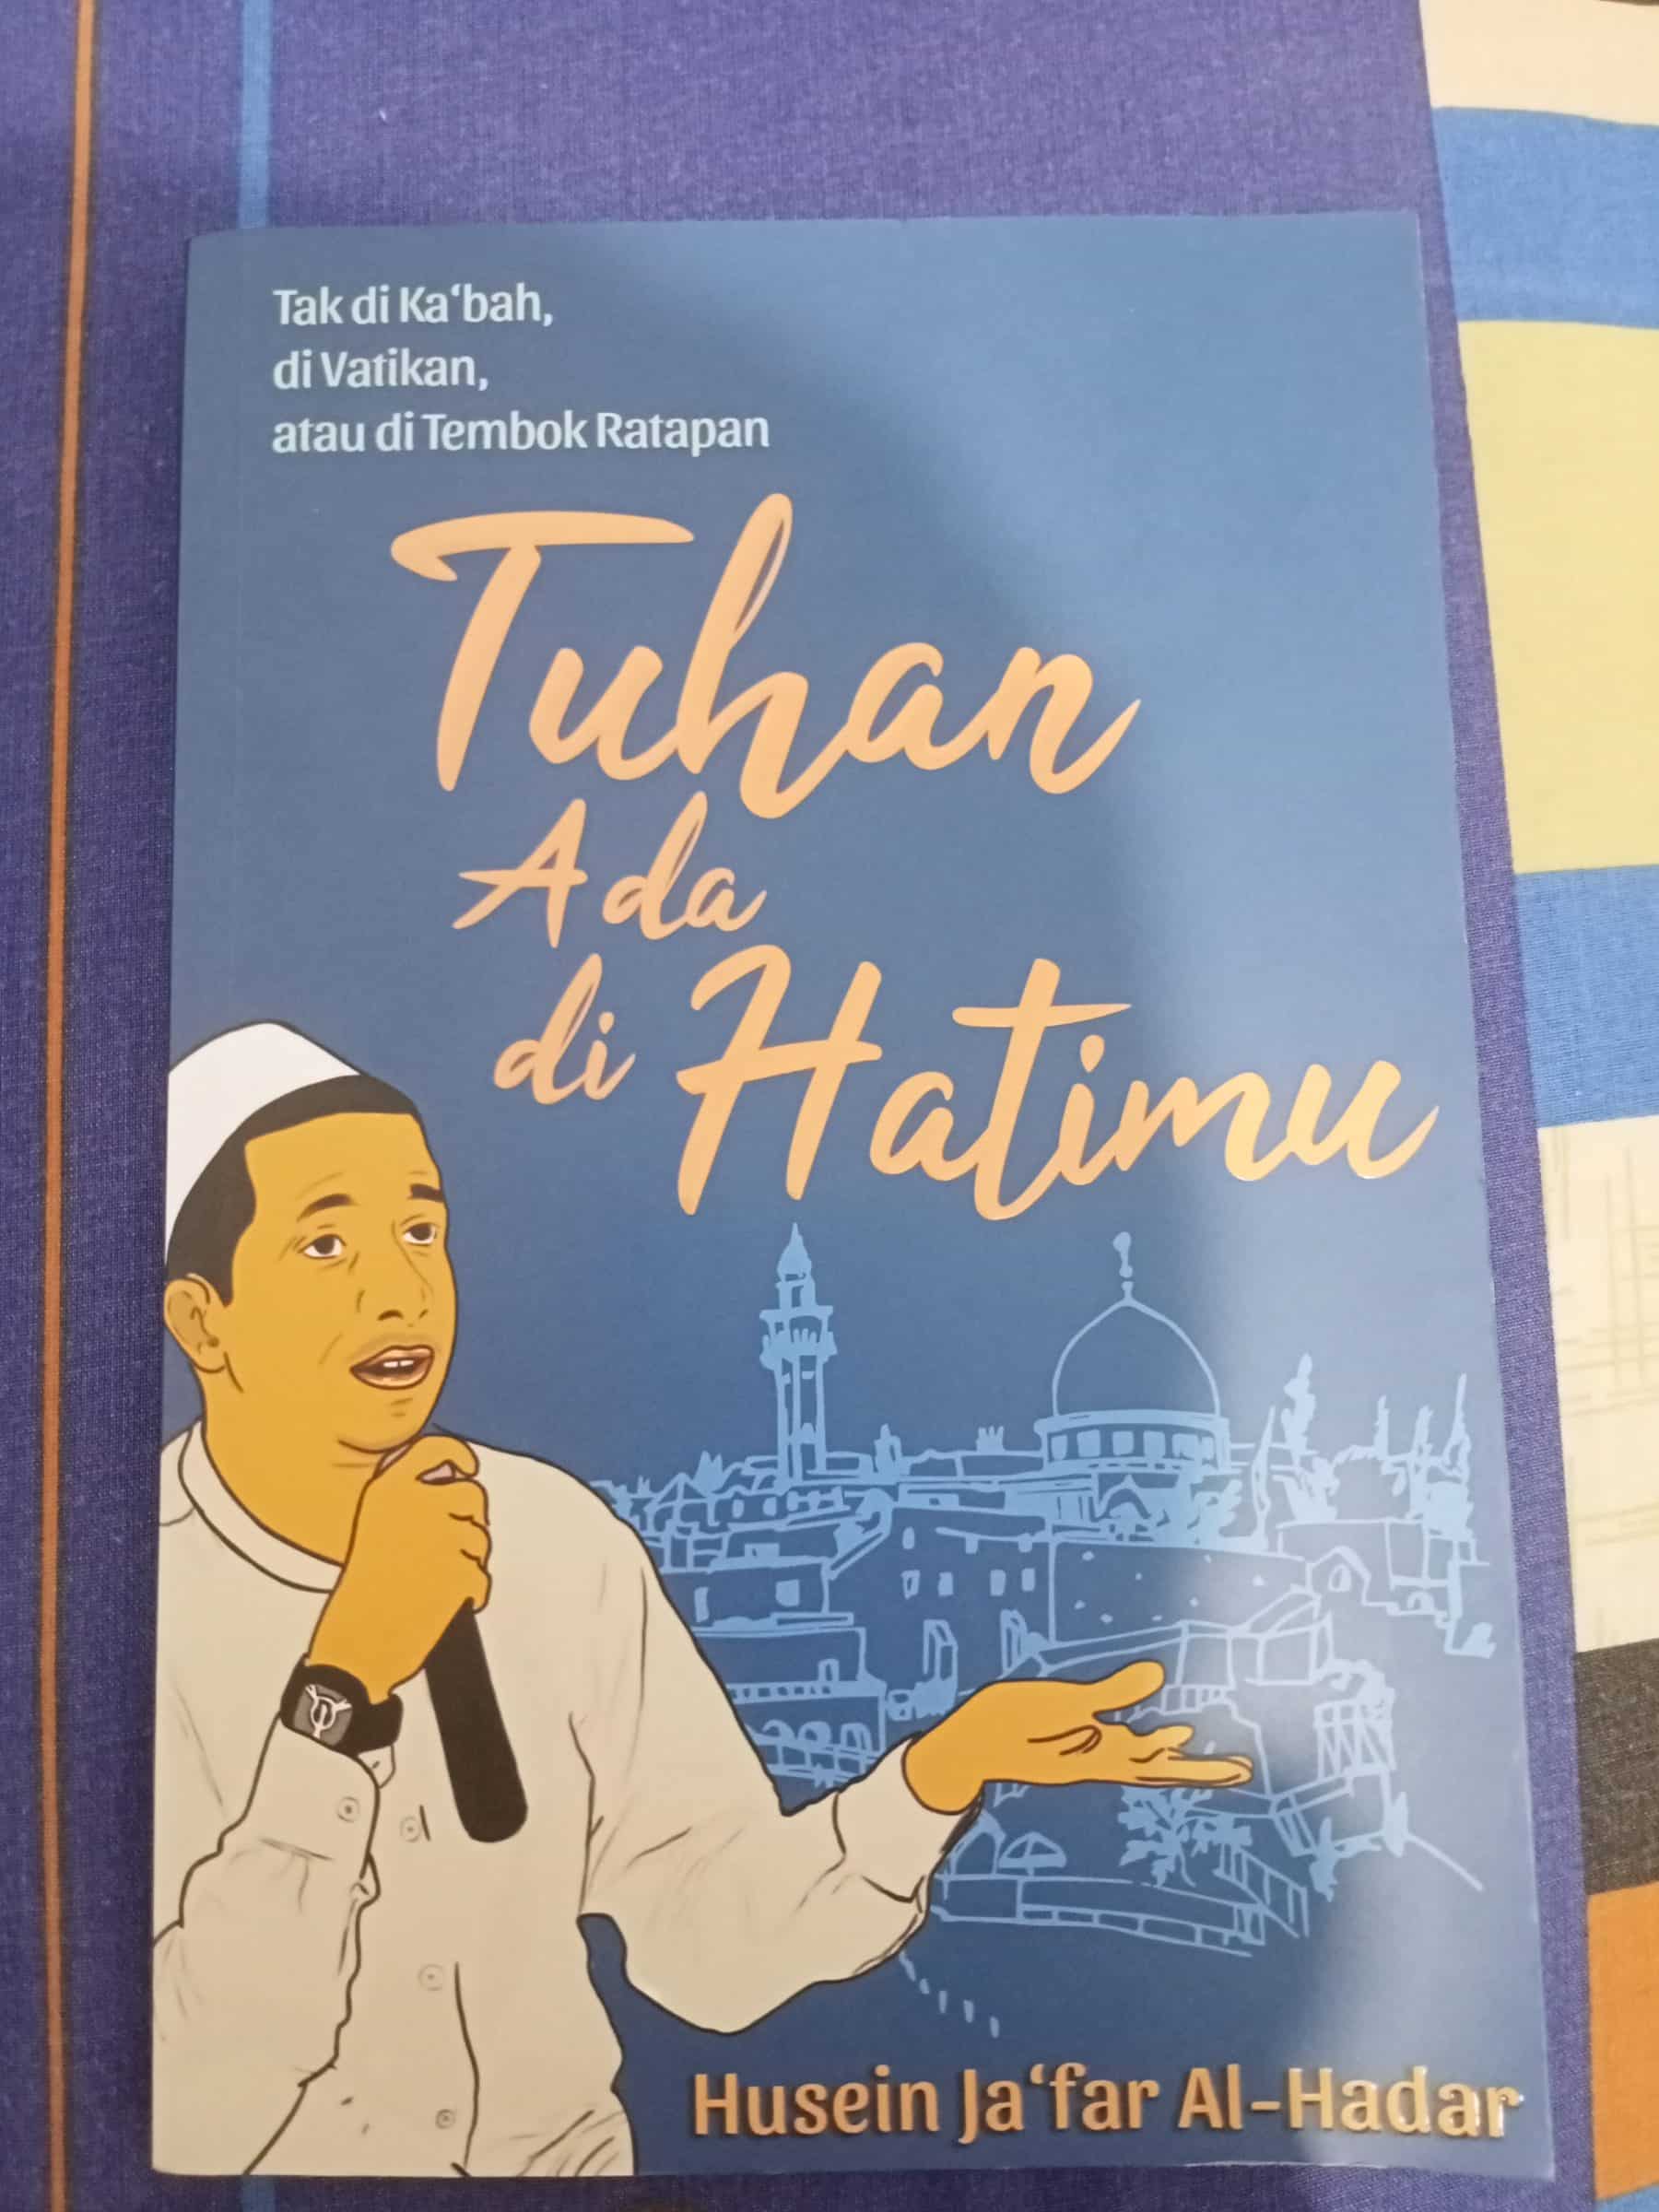 Tak di Ka‘bah,
di Vatikan,
atau di Tembok Ratapan
Tuhan
Ada
di Hatimu
Husein Ja‘far Al-Hadar